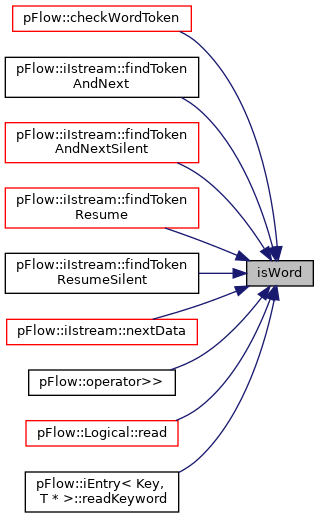 pFlow::checkWordToken
pFlow::iIstream::findToken
AndNext
pFlow::iIstream::findToken
AndNextSilent
pFlow::iIstream::findToken
Resume
pFlow::iIstream::findToken
ResumeSilent
isWord
pFlow::iIstream::nextData
pFlow::operator>>
pFlow::Logical::read
pFlow::iEntry< Key,
T * >::readKeyword